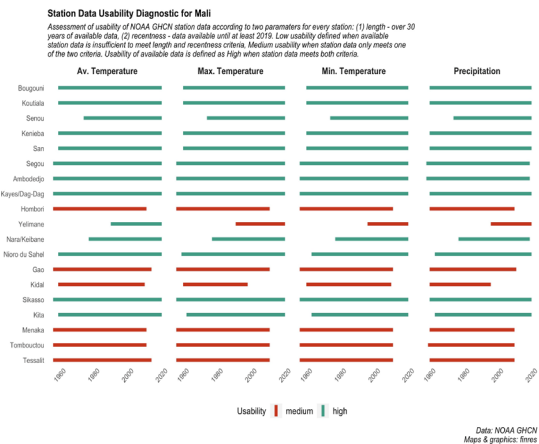 Station Data Usability Diagnostic for Mali
Assessment of usability of NOAA GHCN station data according to two paramaters for every station: (1) length - over 30
years of available data, (2) recentness - data available until at least 2019. Low usability defined when available
station data is insufficient to meet length and recentness criteria, Medium usability when station data only meets one
of the two criteria. Usability of available data is defined as High when station data meets both criteria.
Av. Temperature Max. Temperature Min. Temperature Precipitation
Bougouni
Koutiala
Senou
Kenieba
San
Segou
Ambodedjo
Kayes/Dag-Dag
Hombori
Yelimane
Nara/Keibane
Nioro du Sahel
Gao
Kidal
Sikasso
Kita
Menaka
Tombouctou
Tessalit
1960 1980 2000 2020 1960 1980 2000 2020 1960 1980 2000 2020 1960 1980 2000 2020
Usability medium high
Data: NOAA GHCN
Maps & graphics: finres